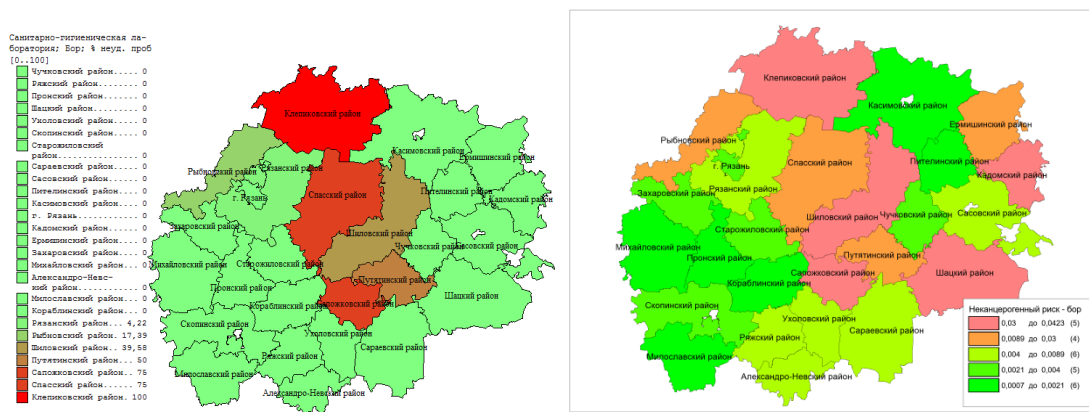 Санитарно-гигиеническая ла-
боратория; Бор; % неуд. проб
[0..100]
Чучковский район..... 0
Ряжский район........ 0
Пронский район....... 0
Шацкий район......... 0
Ухоловский район..... 0
Скопинский район..... 0
Старожиловский
район................ 0
Сараевский район..... 0
Сасовский район...... 0
Пителинский район.... 0
Касимовский район.... 0
г. Рязань............ 0
Кадомский район...... 0
Ермишинский район.... 0
Захаровский район.... 0
Михайловский район... 0
Александро-Невс-
кий район............ 0
Милославский район... 0
Кораблинский район... 0
Рязанский район... 4,22
Рыбновский район. 17,39
Шиловский район.. 39,58
Путятинский район... 50
Сапожковский район.. 75
Спасский район...... 75
Клепиковский район. 100
Клепиковский район
Касимовский район
Ермишинский район
Рыбновский район
Рязанский район
г. Рязань
Спасский район
Пителинский район
Кадомский район
Захаровский район
Шиловский район
Чучковский район
Сасовский район
Михайловский район
Старожиловский район
Путятинский район
Пронский район
Шацкий район
Кораблинский район
Сапожковский район
Скопинский район
Ухоловский район
Сараевский район
Ряжский район
Милославский район
Александро-Невский район
Клепиковский район
Касимовский район
Ермишинский район
Рыбновский район
г. Рязань
Спасский район
Пителинский район
Кадомский район
Захаровский район
Рязанский район
Шиловский район
Чучковский район
Сасовский район
Старожиловский район
Михайловский район
Пронский район
Путятинский район
Сапожковский район
Шацкий район
Кораблинский район
Скопинский район
Ухоловский район
Сараевский район
Ряжский район
Милославский район
Александро-Невский район
Неканцерогенный риск - бор
0,03 до 0,0423 (5)
0,0089 до 0,03 (4)
0,004 до 0,0089 (6)
0,0021 до 0,004 (5)
0,0007 до 0,0021 (6)